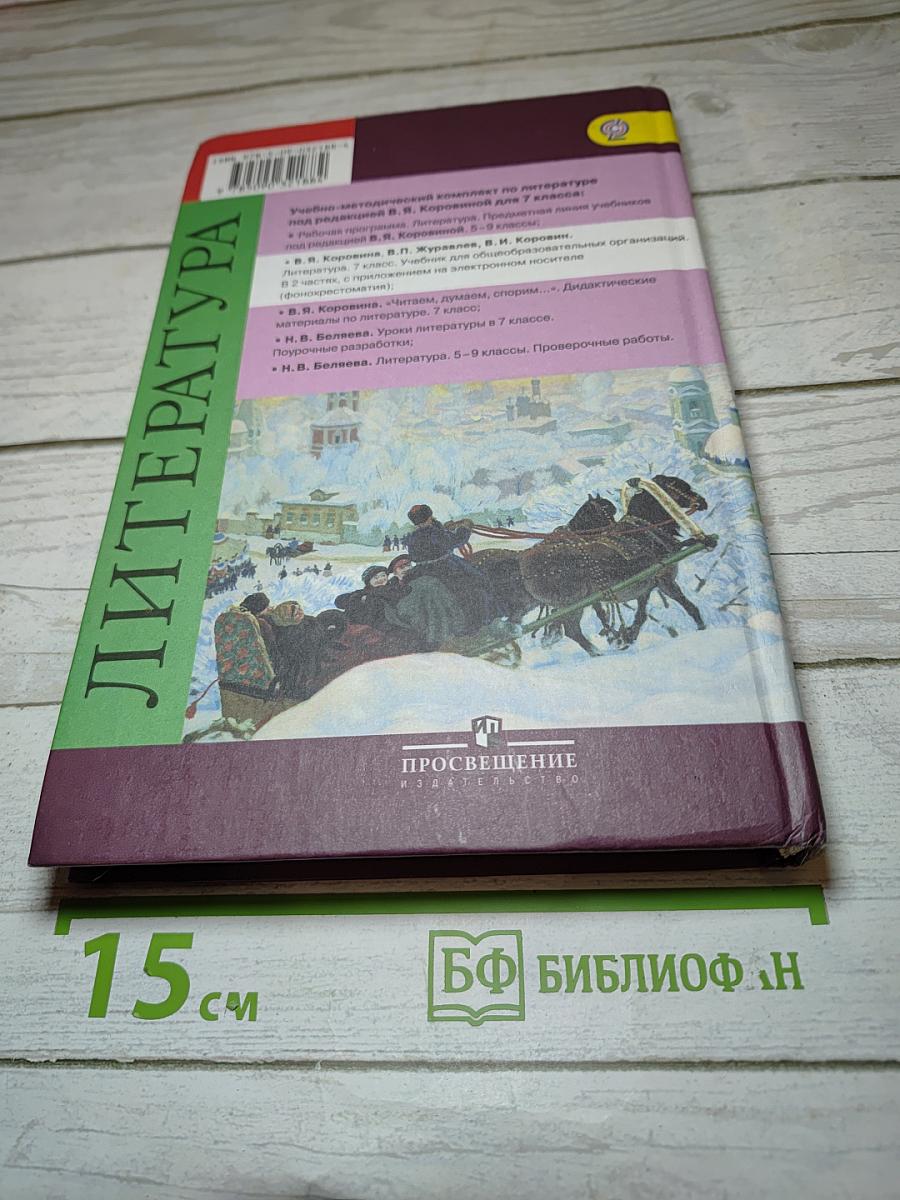 Учебно-методический комплект по литературе
под редакцией В. Я. Коровиной для 7 класса:
• Рабочая программа. Литература. Предметная линия учебников
под редакцией В. Я. Коровиной. 5–9 классы;
• В. Я. Коровина, В. П. Журавлев, В. И. Коровин.
Литература. 7 класс. Учебник для общеобразовательных организаций.
В 2 частях, с приложением на электронном носителе
(фонохрестоматия);
• В. Я. Коровина. «Читаем, думаем, спорим...». Дидактические
материалы по литературе. 7 класс;
• Н. В. Беляева. Уроки литературы в 7 классе.
Поурочные разработки;
• Н. В. Беляева. Литература. 5–9 классы. Проверочные работы.
ЛИТЕРАТУРА
ПРОСВЕЩЕНИЕ
ИЗДАТЕЛЬСТВО
15 см
БФ БИБЛИОФ АН